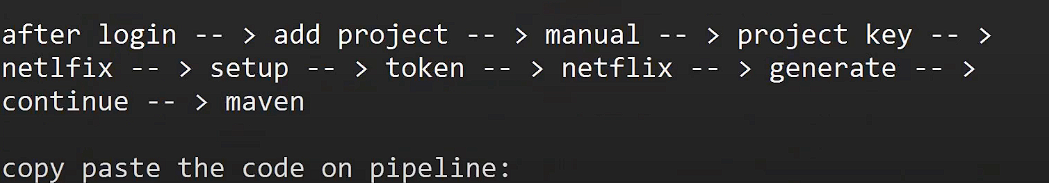 after login -- > add project -- > manual -- > project key -- >
netlfix -- > setup -- > token -- > netflix -- > generate -- >
continue -- > maven
copy paste the code on pipeline: